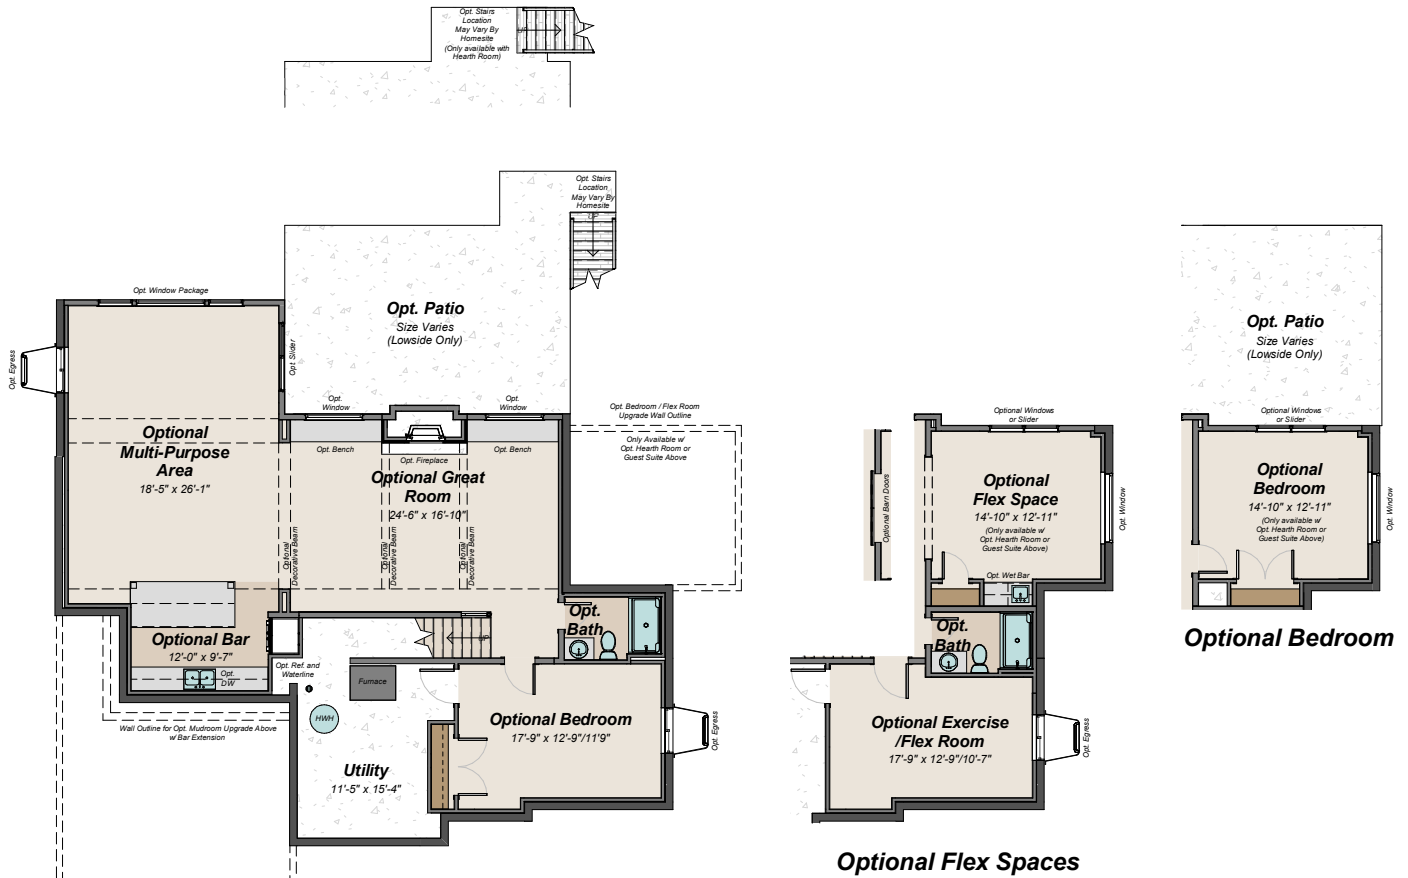 Opt. Stairs
Location
May Vary By
Homesite
(Only available with
Hearth Room)
UP
Opt. Stairs
Location
May Vary By
Homesite
UP
Opt. Window Package
Opt. Egress
Opt. Slider
Opt. Patio
Size Varies
(Lowside Only)
Opt.
Window
Opt.
Window
Optional
Multi-Purpose
Area
18'-5" x 26'-1"
Opt. Bench
Opt. Fireplace
Opt. Bench
Optional Great
Room
24'-6" x 16'-10"
Optional
Decorative Beam
Optional
Decorative Beam
Optional
Decorative Beam
Opt. Bedroom / Flex Room
Upgrade Wall Outline
Only Available w/
Opt. Hearth Room or
Guest Suite Above
Optional Bar
12'-0" x 9'-7"
Opt.
DW
Opt. Ref. and
Waterline
UP
Opt.
Bath
Furnace
HWH
Wall Outline for Opt. Mudroom Upgrade Above
w/ Bar Extension
Utility
11'-5" x 15'-4"
Optional Bedroom
17'-9" x 12'-9"/11'9"
Opt. Egress
Optional Windows
or Slider
Optional Barn Doors
Optional
Flex Space
14'-10" x 12'-11"
(Only available w/
Opt. Hearth Room or
Guest Suite Above)
Opt. Window
Opt. Wet Bar
Opt.
Bath
Optional Exercise
/Flex Room
17'-9" x 12'-9"/10'-7"
Opt. Egress
Optional Flex Spaces
Opt. Patio
Size Varies
(Lowside Only)
Optional Windows
or Slider
Optional
Bedroom
14'-10" x 12'-11"
(Only available w/
Opt. Hearth Room or
Guest Suite Above)
Opt. Window
Optional Bedroom